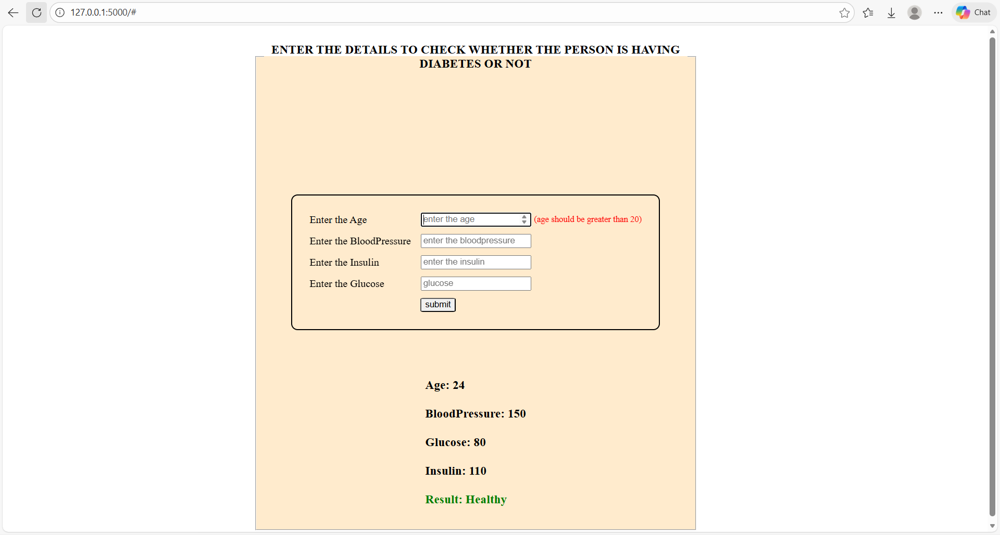 127.0.0.1:5000/#
Chat
ENTER THE DETAILS TO CHECK WHETHER THE PERSON IS HAVING
DIABETES OR NOT
Enter the Age enter the age (age should be greater than 20)
Enter the BloodPressure enter the bloodpressure
Enter the Insulin enter the insulin
Enter the Glucose glucose
submit
Age: 24
BloodPressure: 150
Glucose: 80
Insulin: 110
Result: Healthy